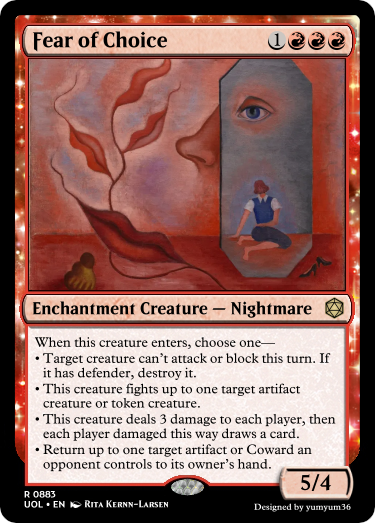 Fear of Choice 1
Enchantment Creature — Nightmare
When this creature enters, choose one—
• Target creature can't attack or block this turn. If
it has defender, destroy it.
• This creature fights up to one target artifact
creature or token creature.
• This creature deals 3 damage to each player, then
each player damaged this way draws a card.
• Return up to one target artifact or Coward an
opponent controls to its owner's hand.
5/4
R 0883
UOL • EN Rita Kernn-Larsen
Designed by yumyum36